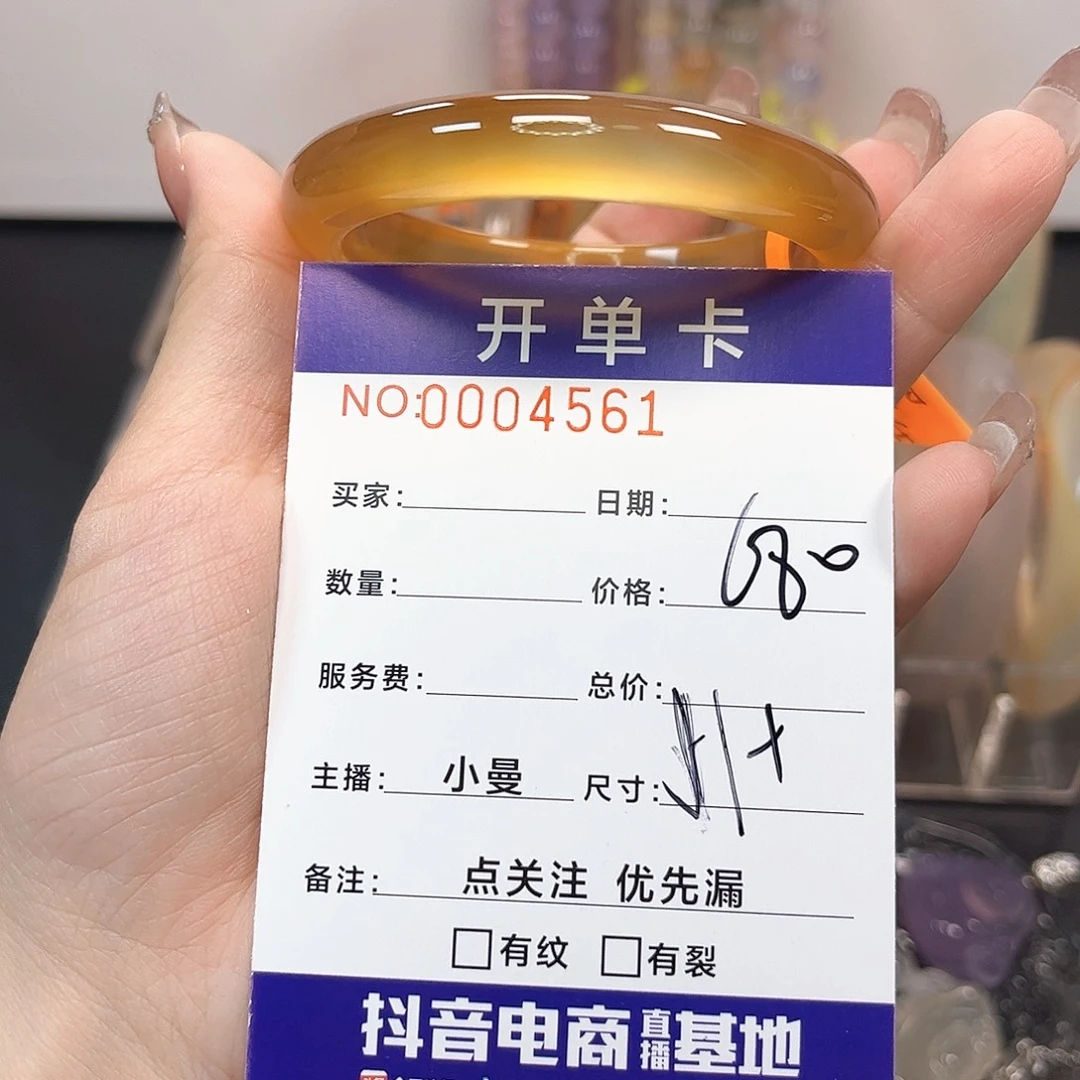 开单卡
NO:0004561
买家: 日期:
数量: 价格: 680
服务费: 总价:
主播: 小曼 尺寸: 51+
备注: 点关注 优先漏
□有纹 □有裂
抖音电商直播基地